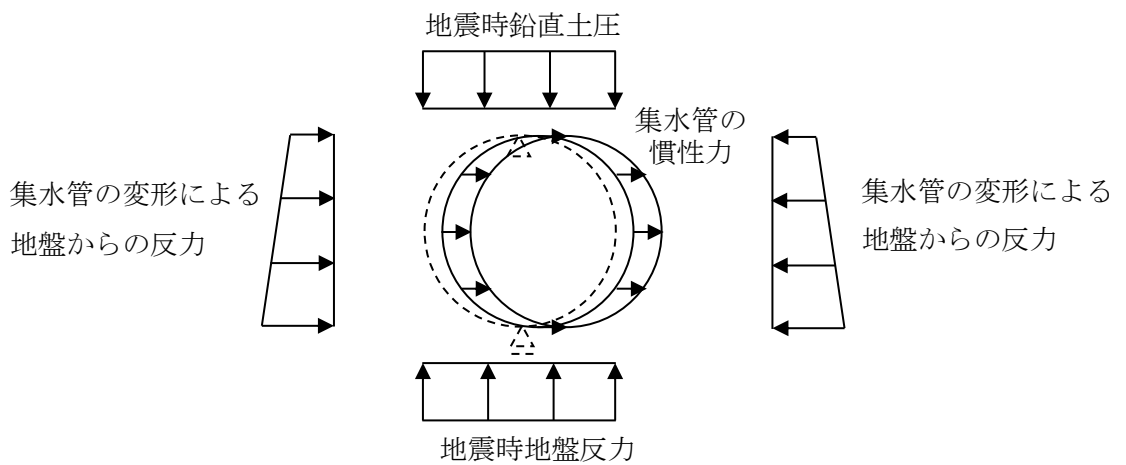 地震時鉛直土圧
集水管の
慣性力
集水管の変形による
地盤からの反力
集水管の変形による
地盤からの反力
地震時地盤反力